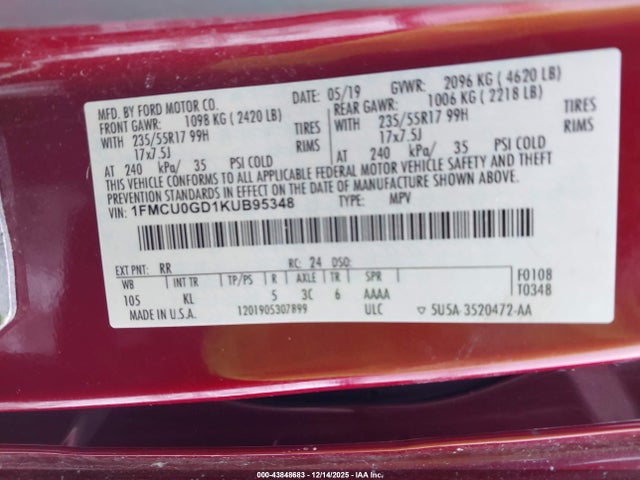 MFD. BY FORD MOTOR CO.
DATE: 05/19 GVWR: 2096 KG ( 4620 LB)
FRONT GAWR: 1098 KG ( 2420 LB) REAR GAWR: 1006 KG ( 2218 LB)
WITH 235/55R17 99H TIRES WITH 235/55R17 99H TIRES
17x7.5J RIMS 17x7.5J RIMS
AT 240 kPa/ 35 PSI COLD AT 240 kPa/ 35 PSI COLD
THIS VEHICLE CONFORMS TO ALL APPLICABLE FEDERAL MOTOR VEHICLE SAFETY AND THEFT
PREVENTION STANDARDS IN EFFECT ON THE DATE OF MANUFACTURE SHOWN ABOVE.
VIN: 1FMCU0GD1KUB95348 TYPE: MPV
EXT PNT: RR RC: 24 DSO: F0108
WB INT TR TP/PS R AXLE TR SPR T0348
105 KL 5 3C 6 AAAA
MADE IN U.S.A. 1201905307899 ULC ▽ 5U5A-3520472-AA
000-43848683 - 12/14/2025 - IAA Inc.